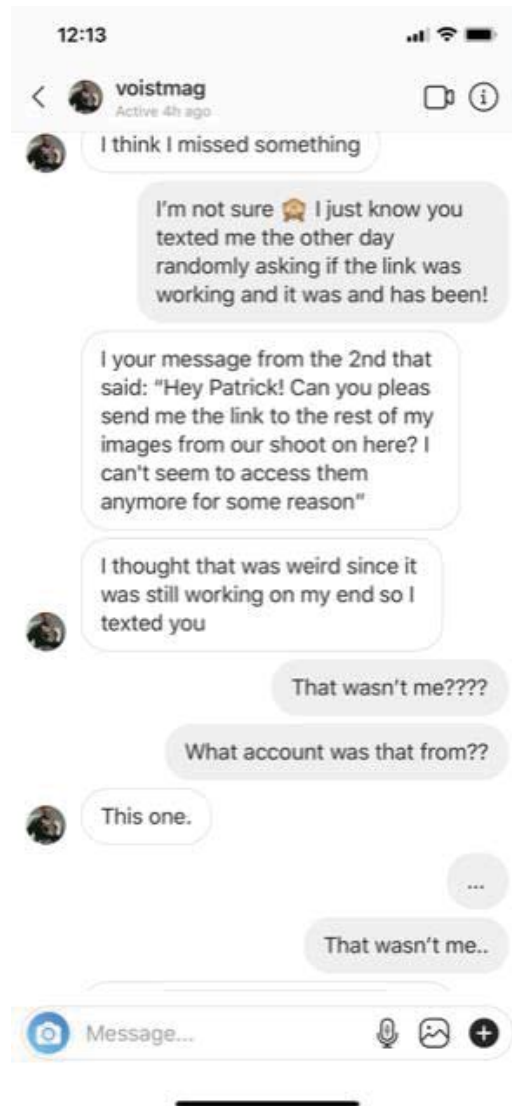 12:13
voistmag
Active 4h ago
I think I missed something
I'm not sure 🙈 I just know you
texted me the other day
randomly asking if the link was
working and it was and has been!
I your message from the 2nd that
said: "Hey Patrick! Can you pleas
send me the link to the rest of my
images from our shoot on here? I
can't seem to access them
anymore for some reason"
I thought that was weird since it
was still working on my end so I
texted you
That wasn't me????
What account was that from??
This one.
...
That wasn't me..
Message...